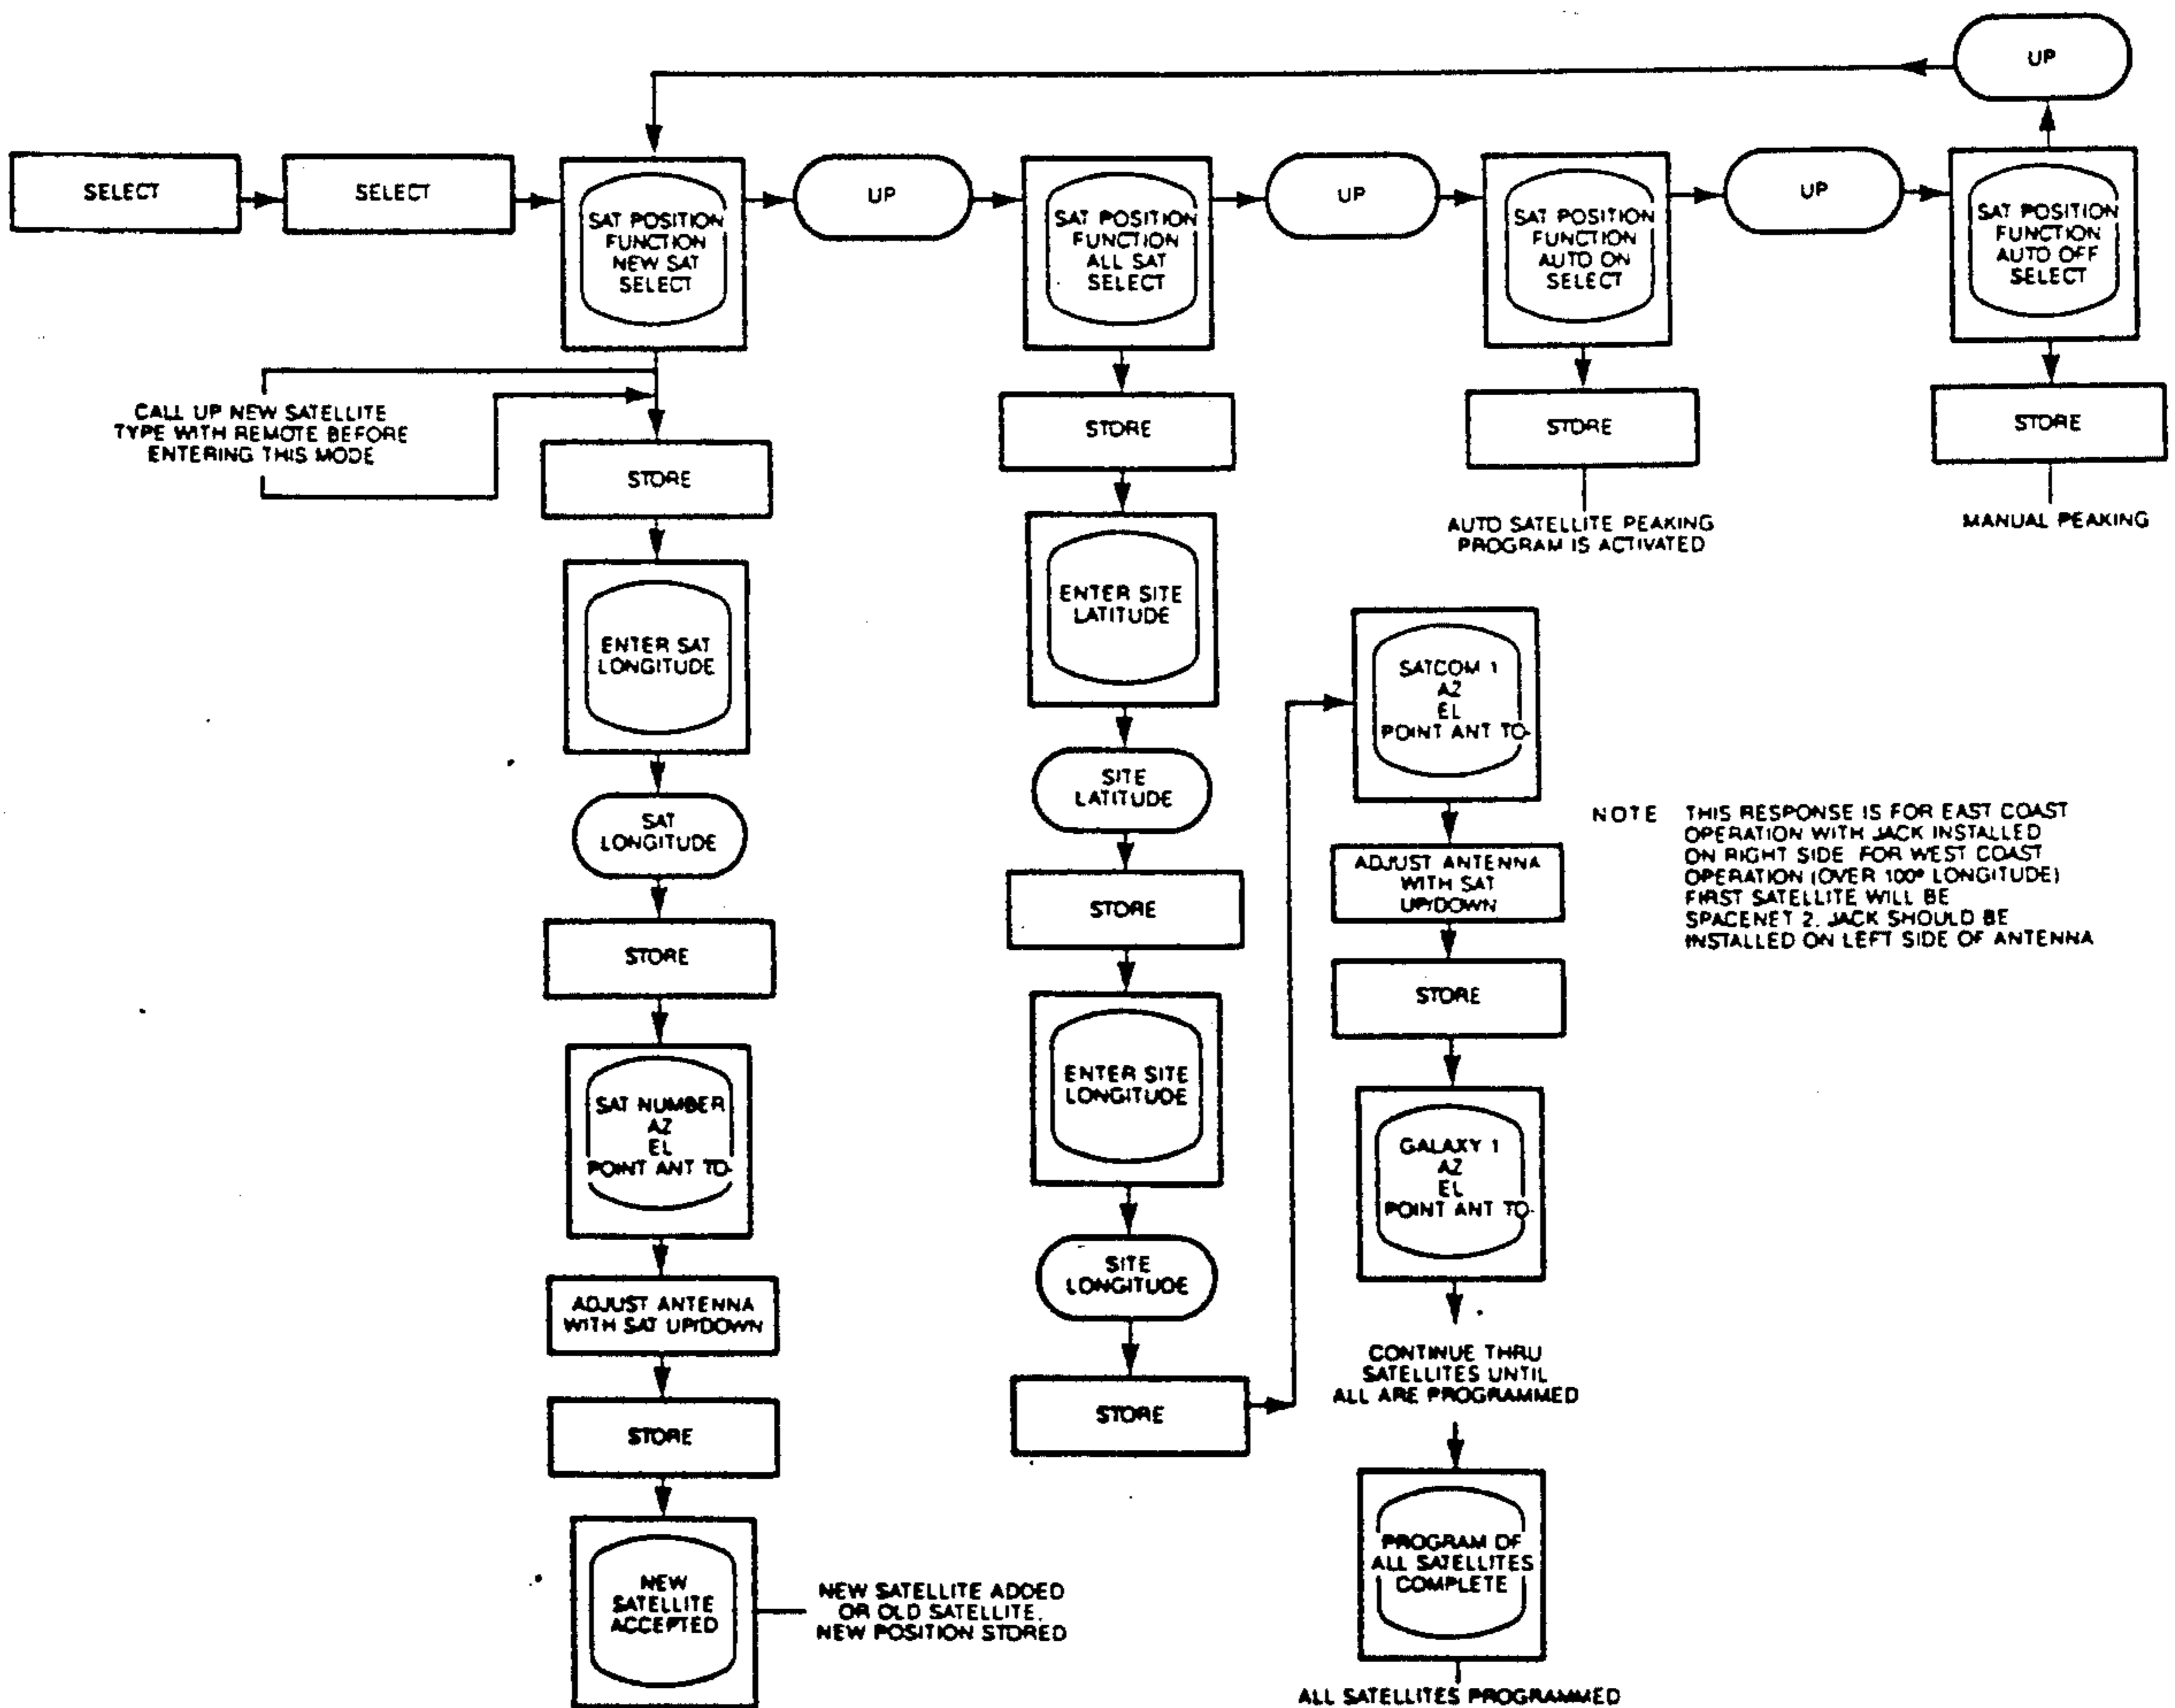 UP
SELECT
SELECT
SAT POSITION
FUNCTION
NEW SAT
SELECT
UP
SAT POSITION
FUNCTION
ALL SAT
SELECT
UP
SAT POSITION
FUNCTION
AUTO ON
SELECT
UP
SAT POSITION
FUNCTION
AUTO OFF
SELECT
CALL UP NEW SATELLITE
TYPE WITH REMOTE BEFORE
ENTERING THIS MODE
STORE
ENTER SAT
LONGITUDE
SAT
LONGITUDE
STORE
SAT NUMBER
AZ
EL
POINT ANT TO-
ADJUST ANTENNA
WITH SAT UP/DOWN
STORE
NEW
SATELLITE
ACCEPTED
NEW SATELLITE ADDED
OR OLD SATELLITE.
NEW POSITION STORED
STORE
ENTER SITE
LATITUDE
SITE
LATITUDE
STORE
ENTER SITE
LONGITUDE
SITE
LONGITUDE
STORE
STORE
AUTO SATELLITE PEAKING
PROGRAM IS ACTIVATED
STORE
MANUAL PEAKING
SATCOM 1
AZ
EL
POINT ANT TO-
ADJUST ANTENNA
WITH SAT
UP/DOWN
STORE
GALAXY 1
AZ
EL
POINT ANT TO-
CONTINUE THRU
SATELLITES UNTIL
ALL ARE PROGRAMMED
PROGRAM OF
ALL SATELLITES
COMPLETE
ALL SATELLITES PROGRAMMED
NOTE THIS RESPONSE IS FOR EAST COAST
OPERATION WITH JACK INSTALLED
ON RIGHT SIDE FOR WEST COAST
OPERATION (OVER 100° LONGITUDE)
FIRST SATELLITE WILL BE
SPACENET 2. JACK SHOULD BE
INSTALLED ON LEFT SIDE OF ANTENNA